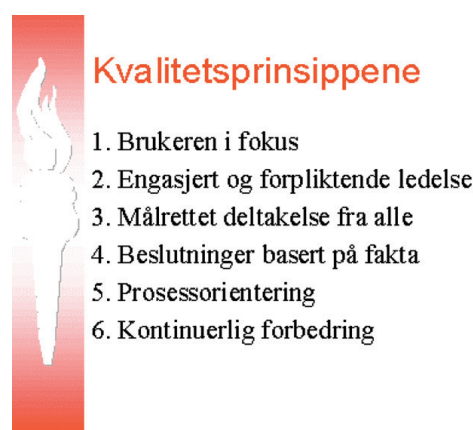 Kvalitetsprinsippene
1. Brukeren i fokus
2. Engasjert og forpliktende ledelse
3. Målrettet deltakelse fra alle
4. Beslutninger basert på fakta
5. Prosessorientering
6. Kontinuerlig forbedring